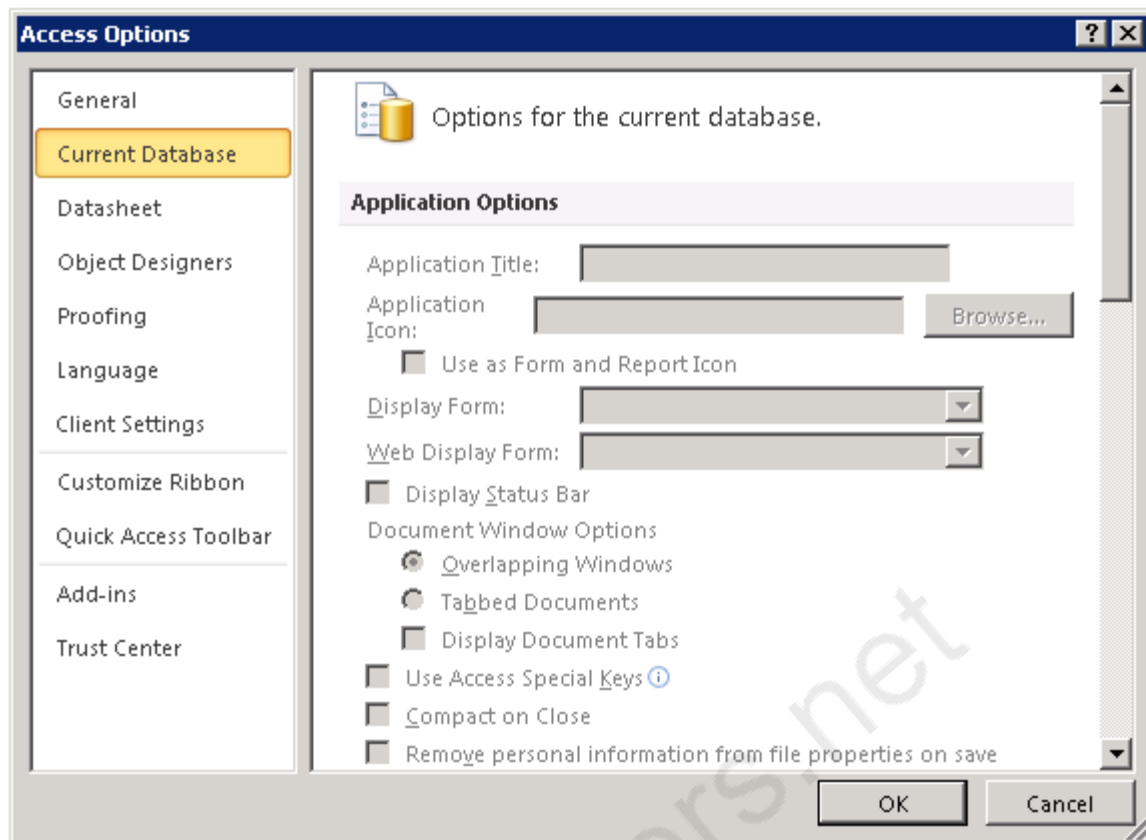 Access Options
General
Current Database
Datasheet
Object Designers
Proofing
Language
Client Settings
Customize Ribbon
Quick Access Toolbar
Add-ins
Trust Center
Options for the current database.
Application Options
Application Title:
Application
Icon:
Browse...
Use as Form and Report Icon
Display Form:
Web Display Form:
Display Status Bar
Document Window Options
Overlapping Windows
Tabbed Documents
Display Document Tabs
Use Access Special Keys
Compact on Close
Remove personal information from file properties on save
OK
Cancel
ers.net